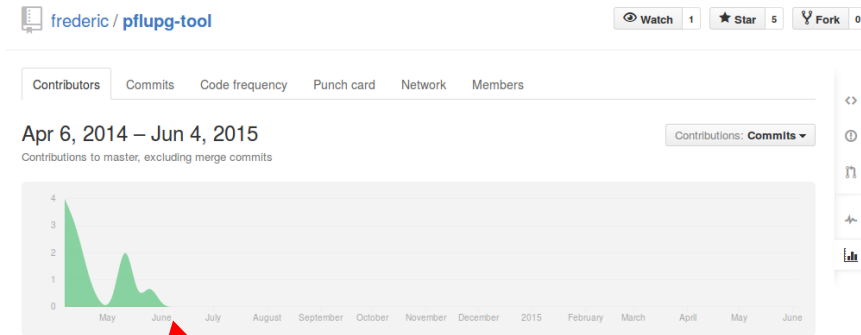 frederic / pflupg-tool
Watch 1 Star 5 Fork 0
Contributors Commits Code frequency Punch card Network Members
Apr 6, 2014 – Jun 4, 2015
Contributions: Commits
Contributions to master, excluding merge commits
4
3
2
1
0
May June July August September October November December 2015 February March April May June